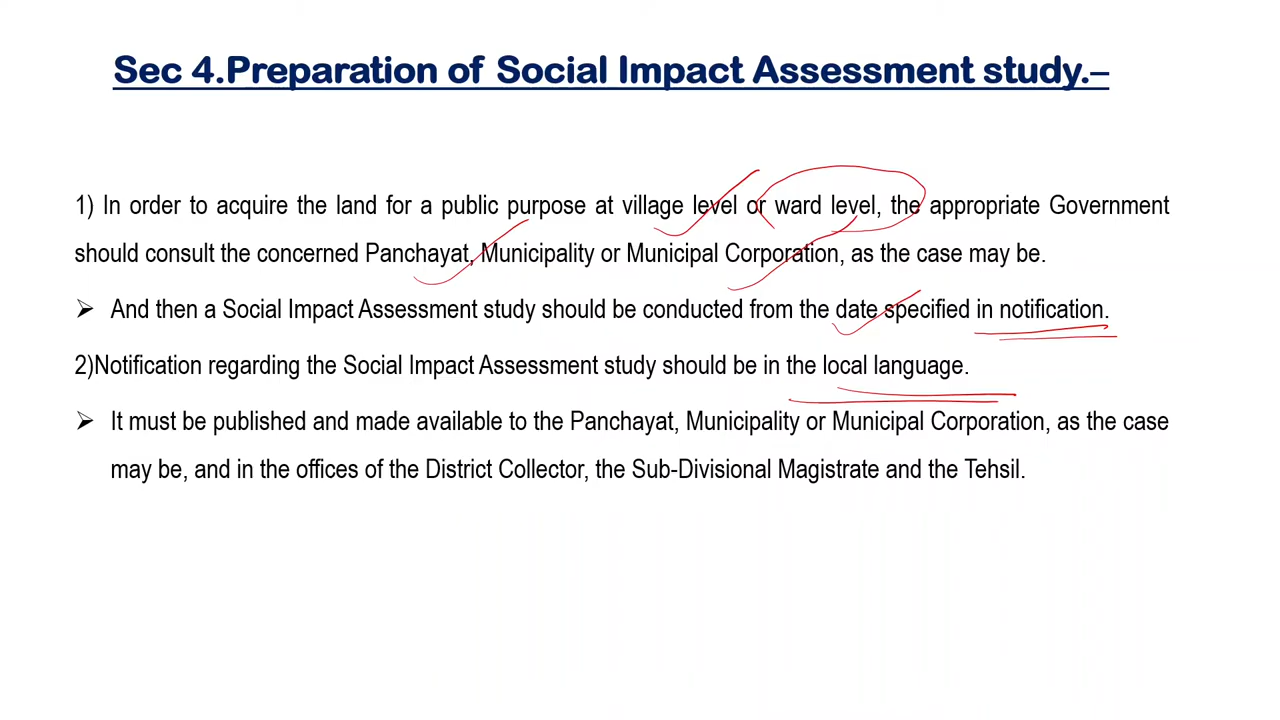 Sec 4.Preparation of Social Impact Assessment study.–
1) In order to acquire the land for a public purpose at village level or ward level, the appropriate Government
should consult the concerned Panchayat, Municipality or Municipal Corporation, as the case may be.
➢ And then a Social Impact Assessment study should be conducted from the date specified in notification.
2)Notification regarding the Social Impact Assessment study should be in the local language.
➢ It must be published and made available to the Panchayat, Municipality or Municipal Corporation, as the case
may be, and in the offices of the District Collector, the Sub-Divisional Magistrate and the Tehsil.